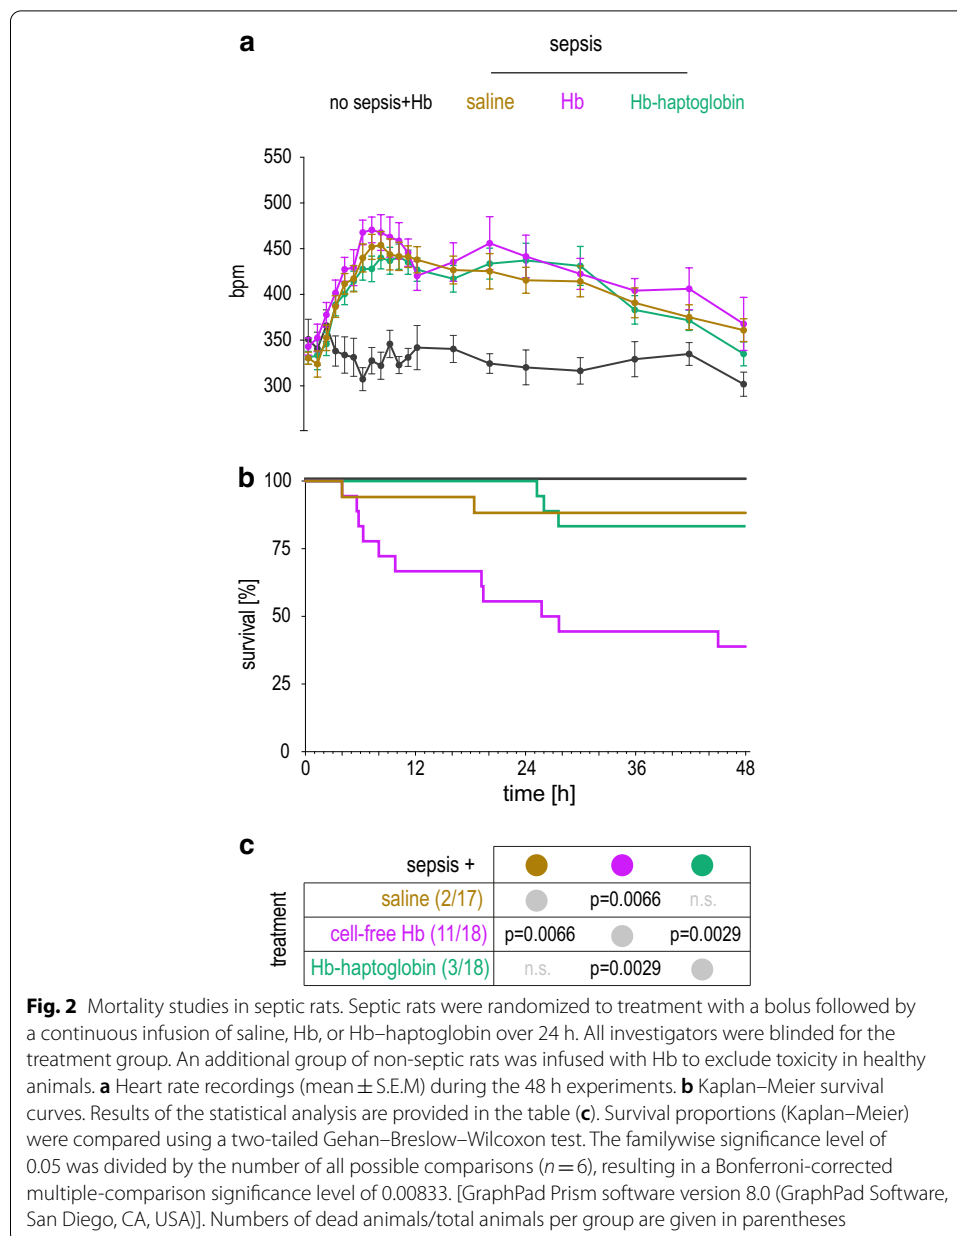 a
sepsis
no sepsis+Hb saline Hb Hb-haptoglobin
550
500
450
400
350
300
bpm
b
100
75
50
25
0
survival [%]
0 12 24 36 48
time [h]
c
treatment
sepsis +
saline (2/17) p=0.0066 n.s.
cell-free Hb (11/18) p=0.0066 p=0.0029
Hb-haptoglobin (3/18) n.s. p=0.0029
Fig. 2 Mortality studies in septic rats. Septic rats were randomized to treatment with a bolus followed by
a continuous infusion of saline, Hb, or Hb–haptoglobin over 24 h. All investigators were blinded for the
treatment group. An additional group of non-septic rats was infused with Hb to exclude toxicity in healthy
animals. a Heart rate recordings (mean ± S.E.M) during the 48 h experiments. b Kaplan–Meier survival
curves. Results of the statistical analysis are provided in the table (c). Survival proportions (Kaplan–Meier)
were compared using a two-tailed Gehan–Breslow–Wilcoxon test. The familywise significance level of
0.05 was divided by the number of all possible comparisons (n = 6), resulting in a Bonferroni-corrected
multiple-comparison significance level of 0.00833. [GraphPad Prism software version 8.0 (GraphPad Software,
San Diego, CA, USA)]. Numbers of dead animals/total animals per group are given in parentheses